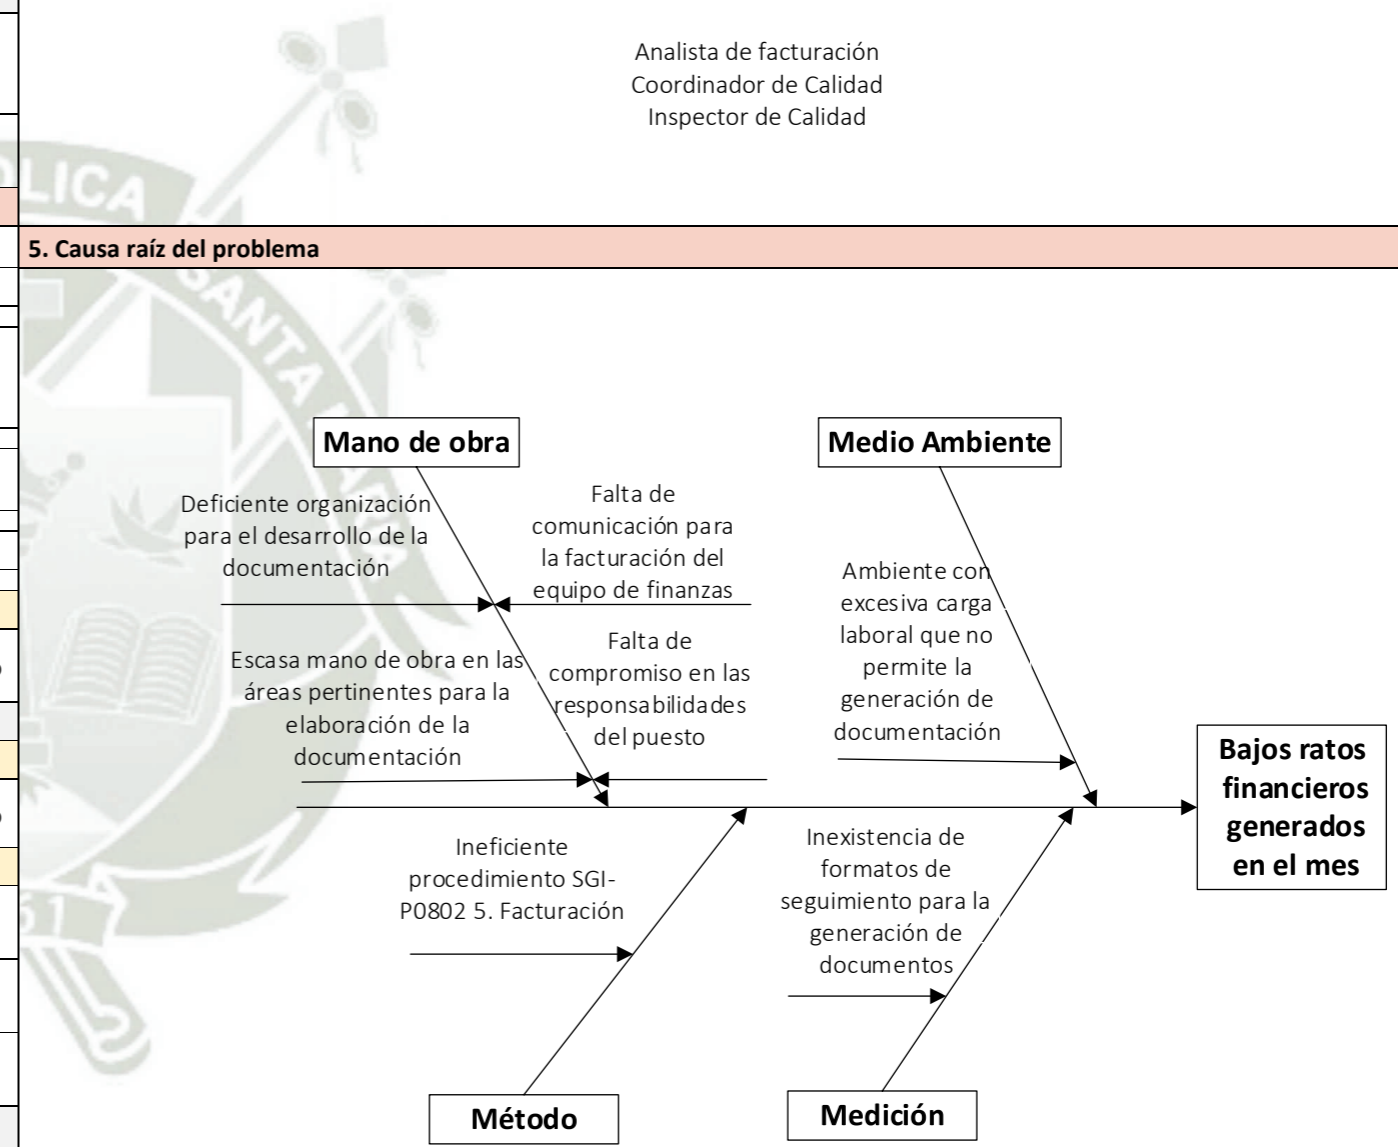 Analista de facturación
Coordinador de Calidad
Inspector de Calidad
OLICA
SANTA MARIA
5. Causa raíz del problema
Mano de obra
Medio Ambiente
Deficiente organización
para el desarrollo de la
documentación
Falta de
comunicación para
la facturación del
equipo de finanzas
Ambiente con
excesiva carga
laboral que no
permite la
generación de
documentación
Escasa mano de obra en las
áreas pertinentes para la
elaboración de la
documentación
Falta de
compromiso en las
responsabilidades
del puesto
Bajos ratos
financieros
generados
en el mes
Ineficiente
procedimiento SGI-
P0802 5. Facturación
Inexistencia de
formatos de
seguimiento para la
generación de
documentos
61
Método
Medición